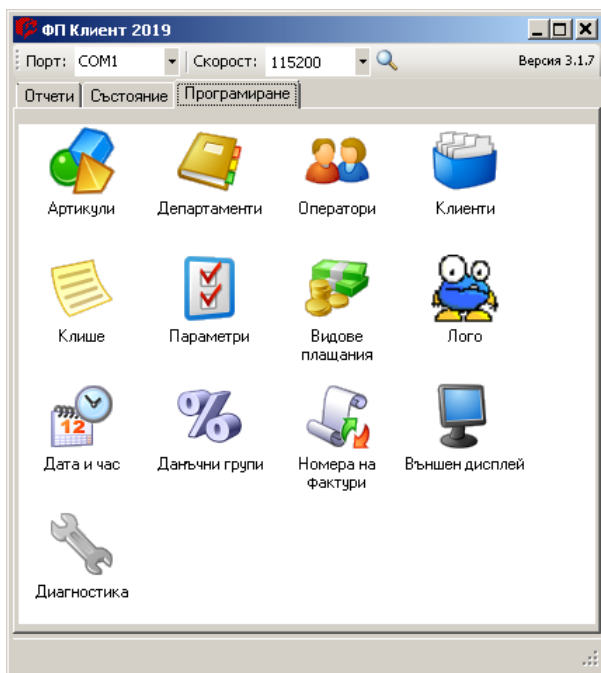 ФП Клиент 2019
Порт: COM1 Скорост: 115200 Версия 3.1.7
Отчети Състояние Програмиране
Артикули Департаменти Оператори Клиенти
Клише Параметри Видове плащания Лого
12
Дата и час Данъчни групи Номера на фактури Външен дисплей
Диагностика